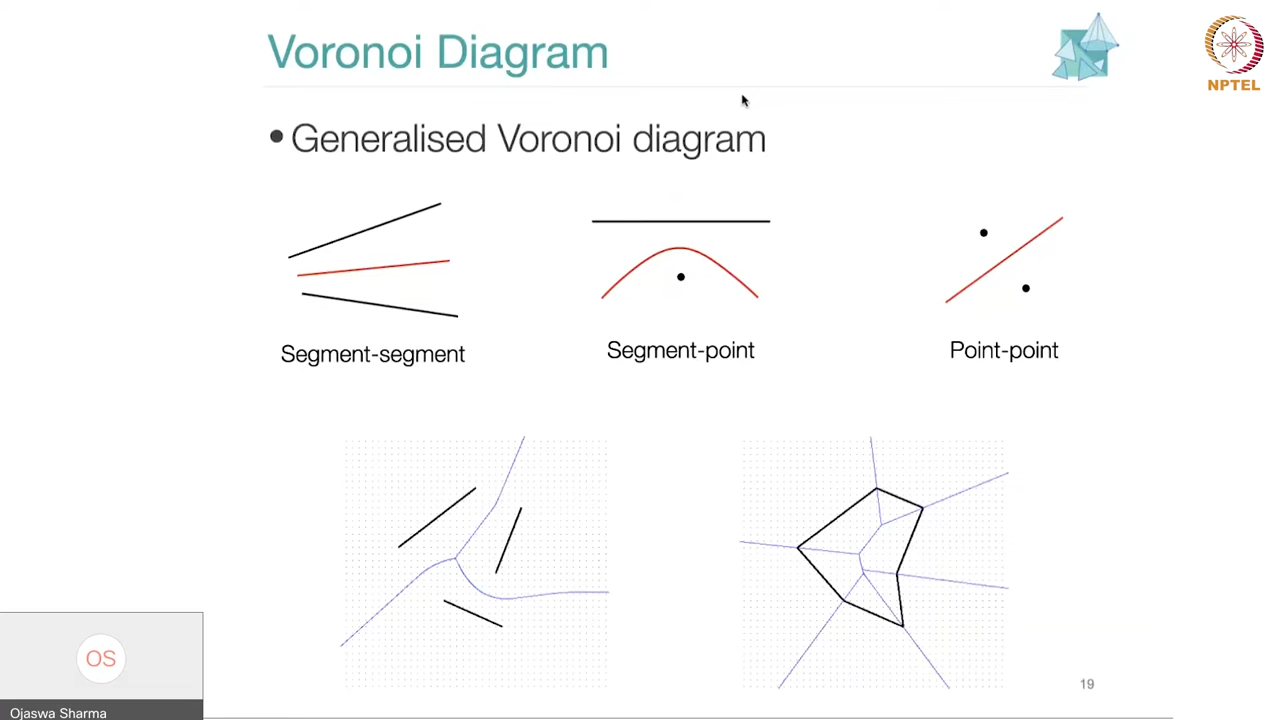 Voronoi Diagram
NPTEL
• Generalised Voronoi diagram
Segment-segment
Segment-point
Point-point
OS
Ojaswa Sharma
19